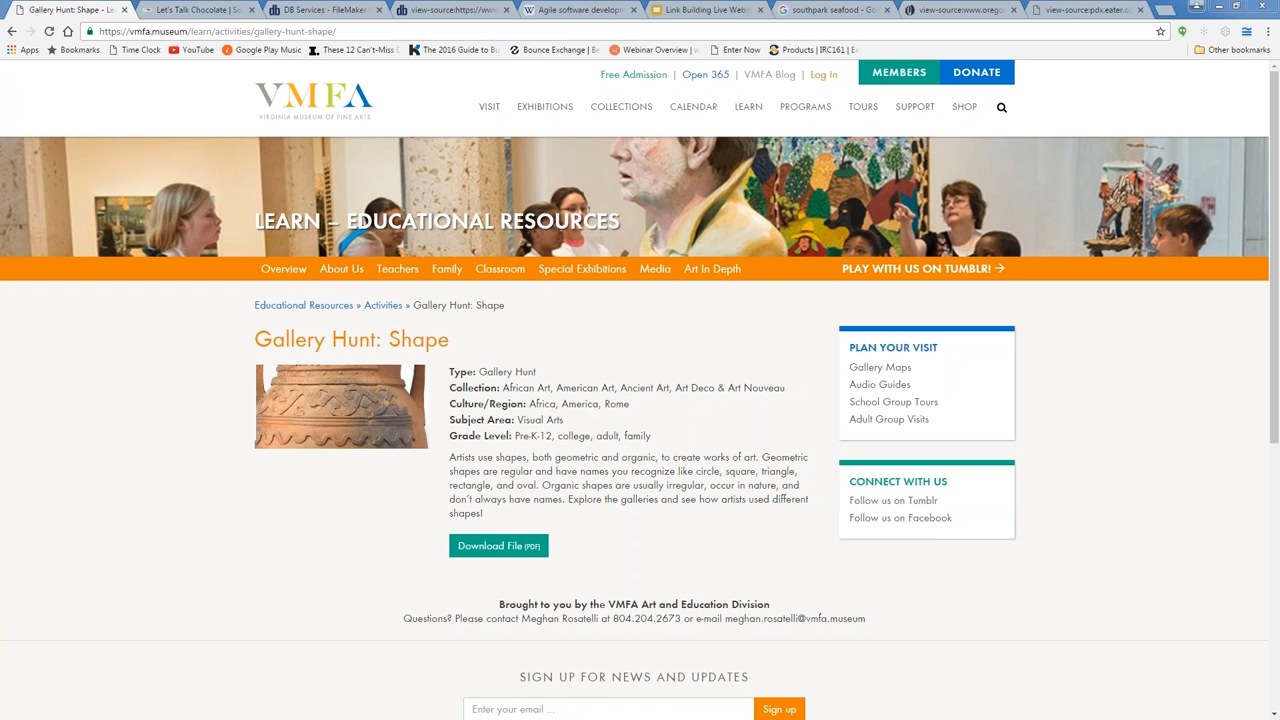 Gallery Hunt: Shape - Le
Let's Talk Chocolate | So
DB Services - FileMaker
view-source:https://www
Agile software develop
Link Building Live Webin
southpark seafood - Goo
view-source:www.orego
view-source:pdx.eater.c
https://vmfa.museum/learn/activities/gallery-hunt-shape/
Apps
Bookmarks
Time Clock
YouTube
Google Play Music
These 12 Can't-Miss
The 2016 Guide to Bu
Bounce Exchange | Be
Webinar Overview | w
Enter Now
Products | IRC161 | Ex
Other bookmarks
Free Admission | Open 365 | VMFA Blog | Log In
MEMBERS DONATE
VMFA
VIRGINIA MUSEUM OF FINE ARTS
VISIT EXHIBITIONS COLLECTIONS CALENDAR LEARN PROGRAMS TOURS SUPPORT SHOP
LEARN – EDUCATIONAL RESOURCES
Overview About Us Teachers Family Classroom Special Exhibitions Media Art In Depth PLAY WITH US ON TUMBLR!
Educational Resources » Activities » Gallery Hunt: Shape
Gallery Hunt: Shape
Type: Gallery Hunt
Collection: African Art, American Art, Ancient Art, Art Deco & Art Nouveau
Culture/Region: Africa, America, Rome
Subject Area: Visual Arts
Grade Level: Pre-K-12, college, adult, family
Artists use shapes, both geometric and organic, to create works of art. Geometric
shapes are regular and have names you recognize like circle, square, triangle,
rectangle, and oval. Organic shapes are usually irregular, occur in nature, and
don't always have names. Explore the galleries and see how artists used different
shapes!
Download File (PDF)
PLAN YOUR VISIT
Gallery Maps
Audio Guides
School Group Tours
Adult Group Visits
CONNECT WITH US
Follow us on Tumblr
Follow us on Facebook
Brought to you by the VMFA Art and Education Division
Questions? Please contact Meghan Rosatelli at 804.204.2673 or e-mail meghan.rosatelli@vmfa.museum
SIGN UP FOR NEWS AND UPDATES
Enter your email ...
Sign up